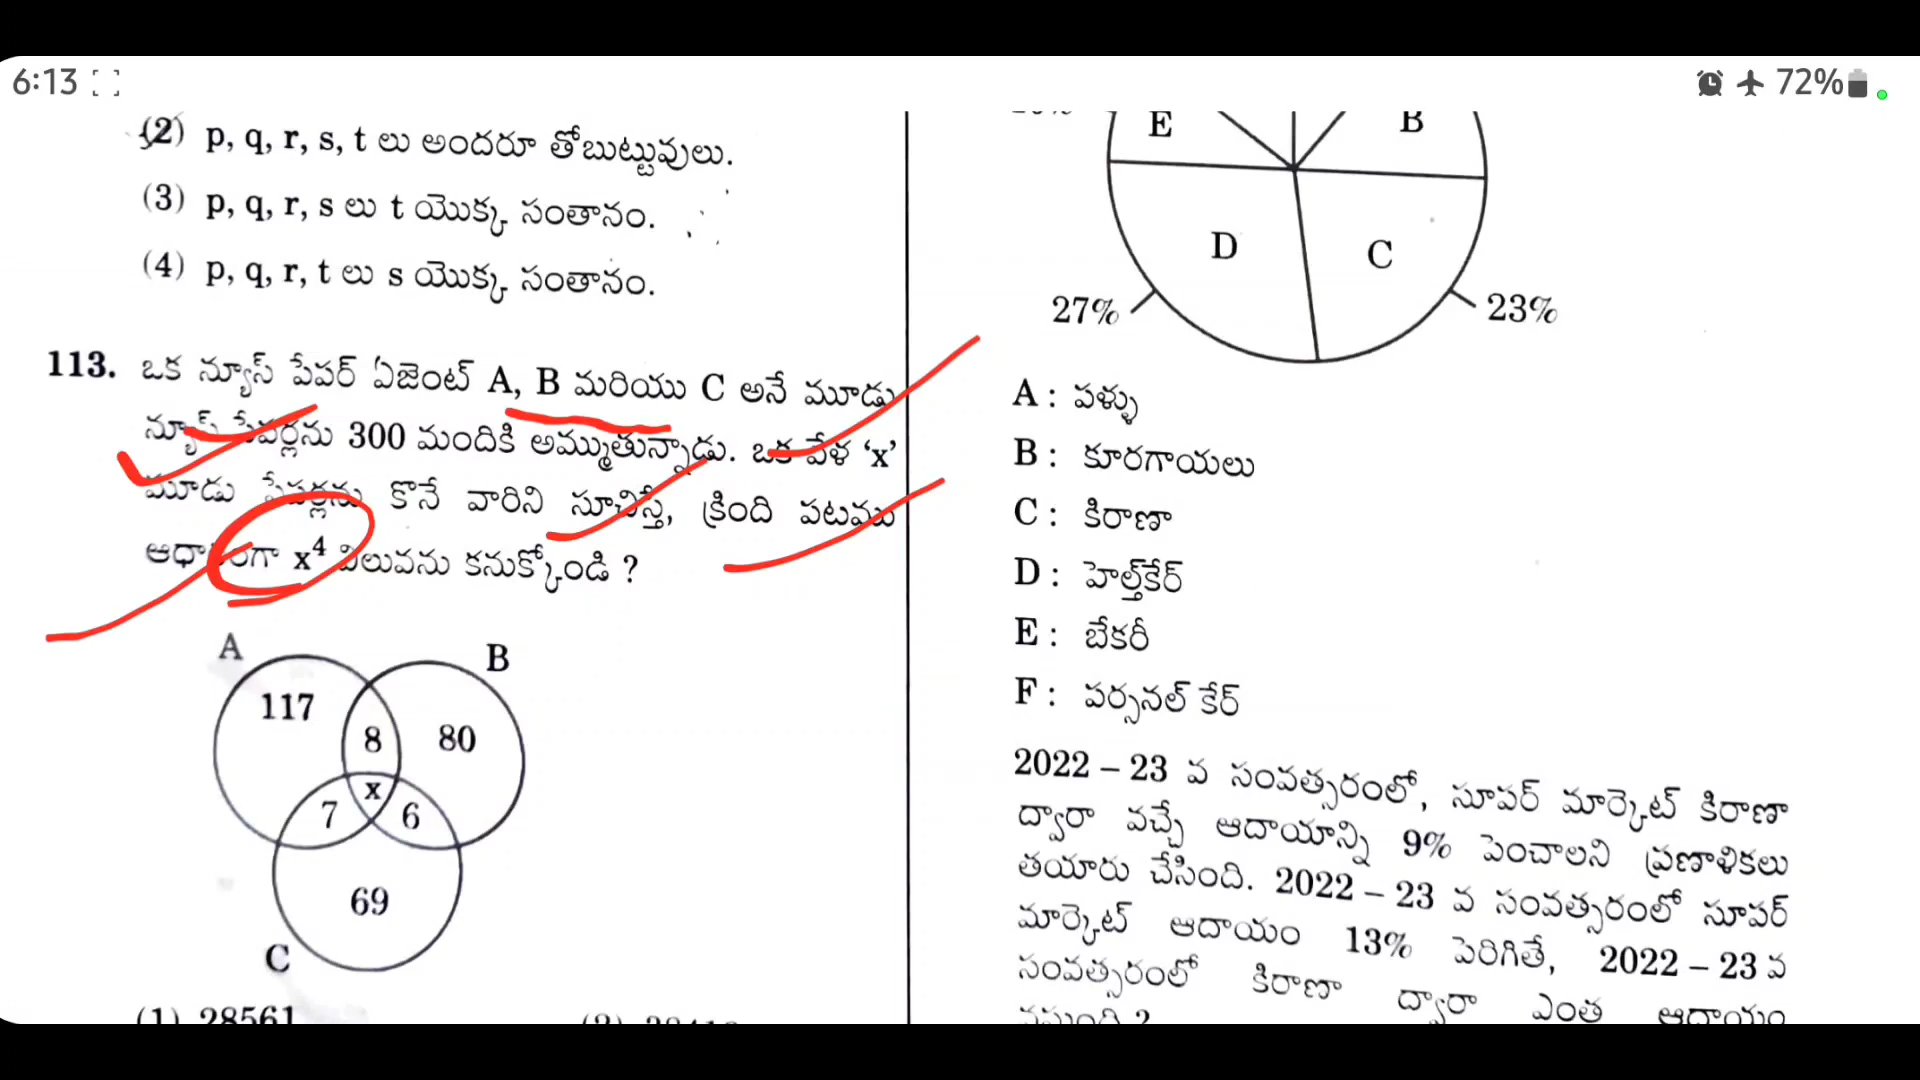 6:13
72%
(2) p, q, r, s, t లు అందరూ తోబుట్టువులు.
(3) p, q, r, s లు t యొక్క సంతానం.
(4) p, q, r, t లు s యొక్క సంతానం.
113. ఒక న్యూస్ పేపర్ ఏజెంట్ A, B మరియు C అనే మూడు
న్యూస్ పేపర్లను 300 మందికి అమ్ముతున్నాడు. ఒక వేళ 'x'
మూడు పేపర్లను కొనే వారిని సూచిస్తే, క్రింది పటము
ఆధారంగా x⁴ విలువను కనుక్కోండి ?
A
B
117
8
80
x
7
6
69
C
(1) 28561
E
B
D
C
27%
23%
A : పళ్ళు
B : కూరగాయలు
C : కిరాణా
D : హెల్త్‌కేర్
E : బేకరీ
F : పర్సనల్ కేర్
2022 – 23 వ సంవత్సరంలో, సూపర్ మార్కెట్ కిరాణా
ద్వారా వచ్చే ఆదాయాన్ని 9% పెంచాలని ప్రణాళికలు
తయారు చేసింది. 2022 – 23 వ సంవత్సరంలో సూపర్
మార్కెట్ ఆదాయం 13% పెరిగితే, 2022 – 23 వ
సంవత్సరంలో కిరాణా ద్వారా ఎంత ఆదాయం